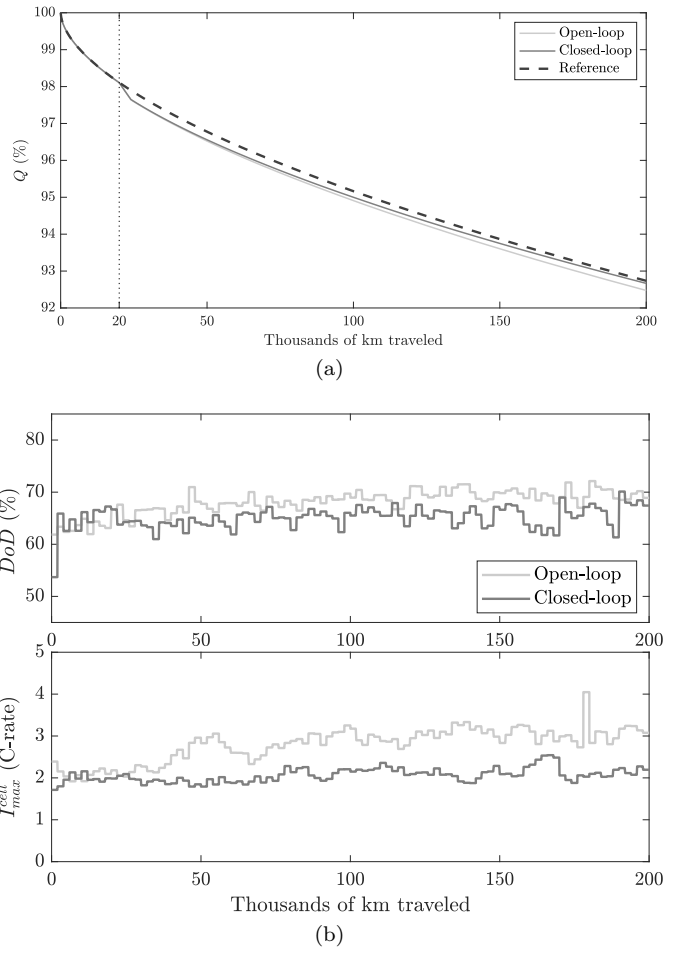 100
99
98
97
96
95
94
93
92
Q (%)
Open-loop
Closed-loop
Reference
0 20 50 100 150 200
Thousands of km traveled
(a)
80
70
60
50
DoD (%)
Open-loop
Closed-loop
0 50 100 150 200
5
4
3
2
1
0
I_max^cell (C-rate)
0 50 100 150 200
Thousands of km traveled
(b)